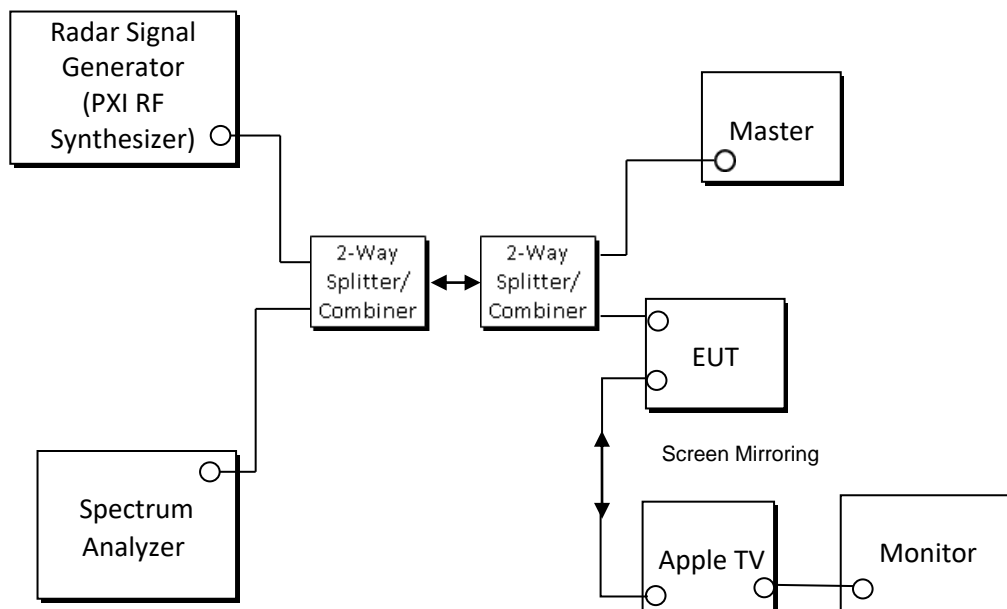 Radar Signal
Generator
(PXI RF
Synthesizer)
Master
2-Way
Splitter/
Combiner
2-Way
Splitter/
Combiner
EUT
Screen Mirroring
Spectrum
Analyzer
Apple TV
Monitor